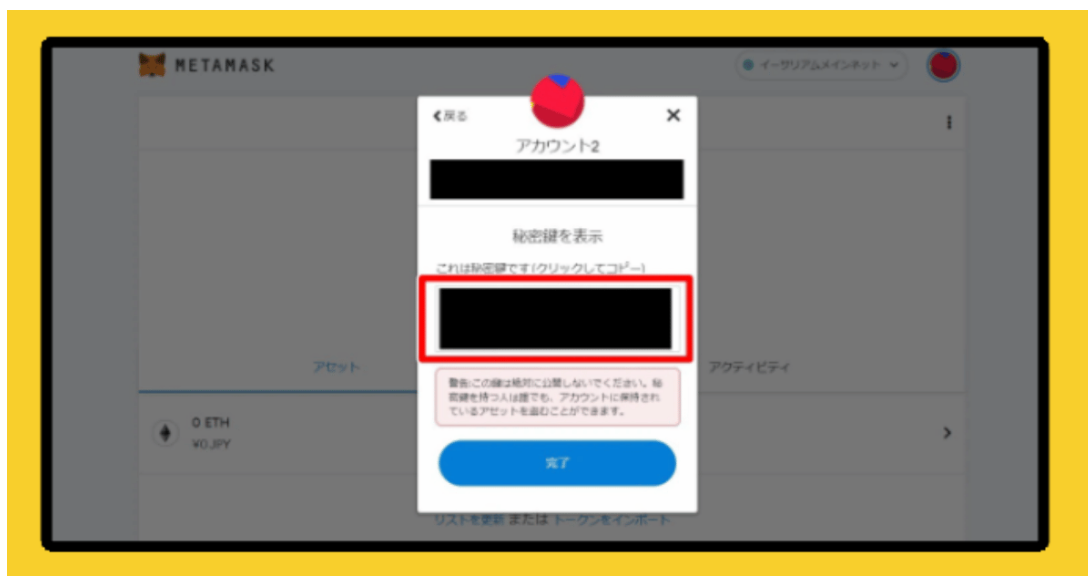 METAMASK
イーサリアムメインネット
戻る
アカウント2
秘密鍵を表示
これは秘密鍵です(クリックしてコピー)
アセット
アクティビティ
警告:この鍵は絶対に公開しないでください。秘
密鍵を持つ人は誰でも、アカウントに保持され
ているアセットを盗むことができます。
0 ETH
¥0 JPY
完了
リストを更新 または トークンをインポート